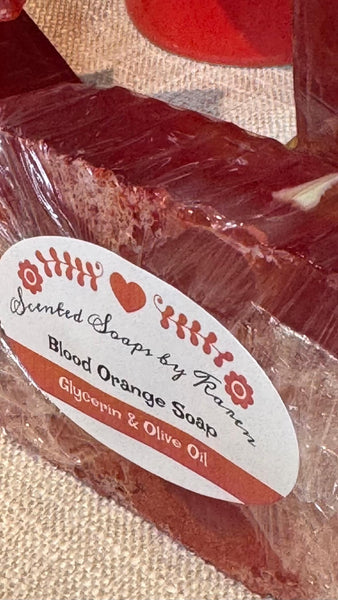 Scented Soaps by Karen
Blood Orange Soap
Glycerin & Olive Oil